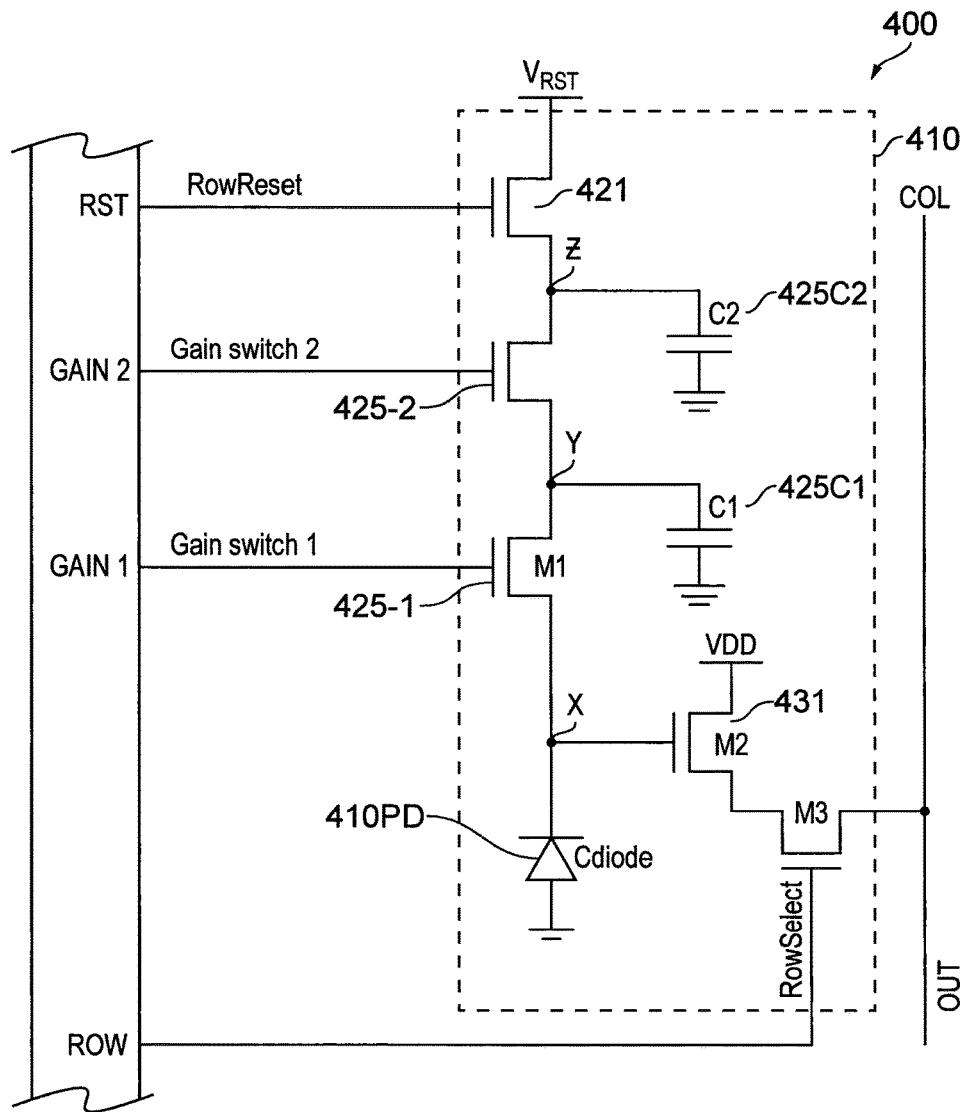 400
VRST
410
RST
RowReset
421
COL
Z
C2
425C2
GAIN 2
Gain switch 2
425-2
Y
C1
425C1
GAIN 1
Gain switch 1
M1
425-1
VDD
431
X
M2
410PD
Cdiode
M3
RowSelect
OUT
ROW